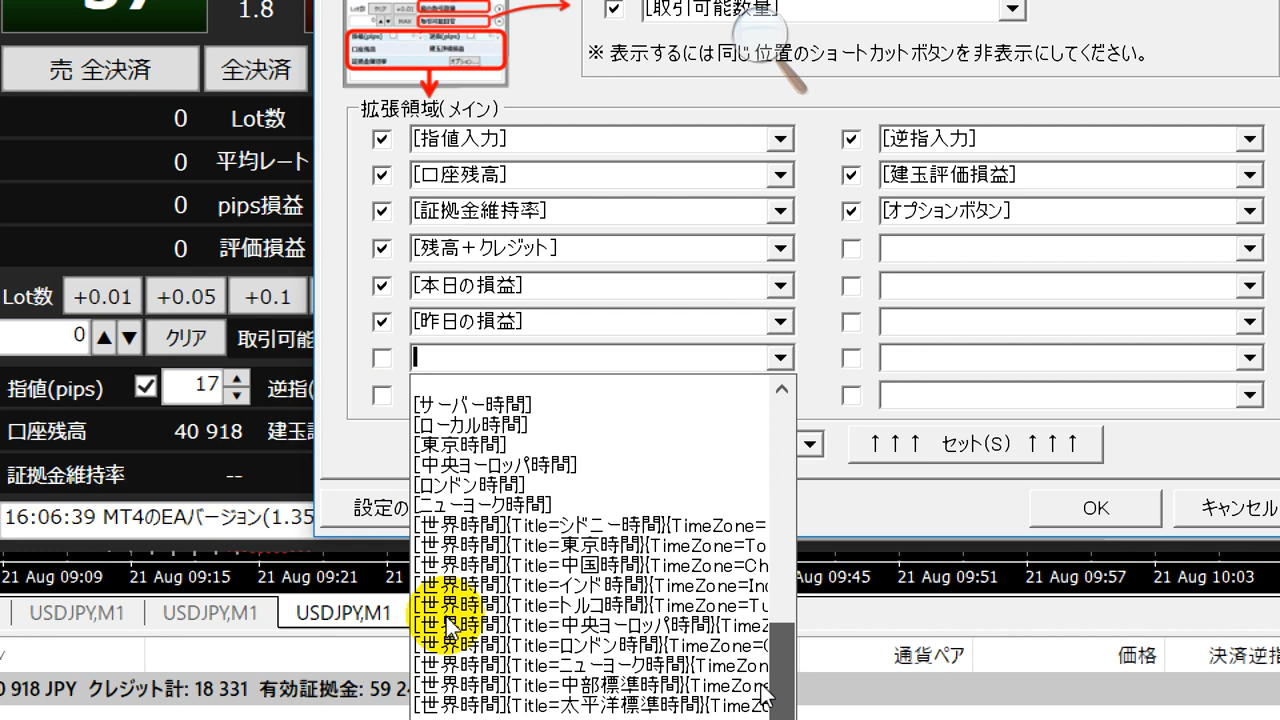 1.8
売 全決済
全決済
0 Lot数
0 平均レート
0 pips損益
0 評価損益
Lot数 +0.01 +0.05 +0.1
0 ▲▼ クリア 取引可能
指値(pips) 17 逆指(
口座残高 40 918 建玉
証拠金維持率 --
16:06:39 MT4のEAバージョン(1.35
[取引可能数量]
※ 表示するには同じ位置のショートカットボタンを非表示にしてください。
口座残高
証拠金維持率
拡張領域(メイン)
[指値入力] [逆指入力]
[口座残高] [建玉評価損益]
[証拠金維持率] [オプションボタン]
[残高+クレジット]
[本日の損益]
[昨日の損益]
[サーバー時間]
[ローカル時間]
[東京時間]
[中央ヨーロッパ時間]
[ロンドン時間]
[ニューヨーク時間]
[世界時間]{Title=シドニー時間}{TimeZone=
[世界時間]{Title=東京時間}{TimeZone=To
[世界時間]{Title=中国時間}{TimeZone=Ch
[世界時間]{Title=インド時間}{TimeZone=Inc
[世界時間]{Title=トルコ時間}{TimeZone=Tu
[世界時間]{Title=中央ヨーロッパ時間}{TimeZ
[世界時間]{Title=ロンドン時間}{TimeZone=
[世界時間]{Title=ニューヨーク時間}{TimeZon
[世界時間]{Title=中部標準時間}{TimeZon
[世界時間]{Title=太平洋標準時間}{TimeZo
↑↑↑ セット(S) ↑↑↑
設定の
OK
キャンセル
21 Aug 09:09 21 Aug 09:15 21 Aug 09:21 21 Aug 09:45 21 Aug 09:51 21 Aug 09:57 21 Aug 10:03
USDJPY,M1 USDJPY,M1 USDJPY,M1
通貨ペア 価格 決済逆指
0 918 JPY クレジット計: 18 331 有効証拠金: 59 2